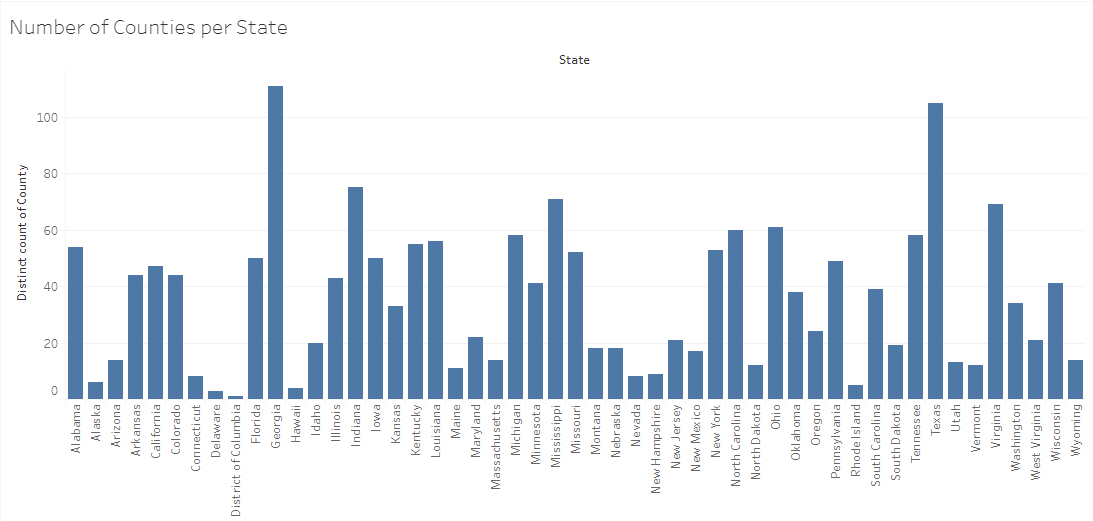 Number of Counties per State
State
Distinct count of County
100
80
60
40
20
0
Alabama
Alaska
Arizona
Arkansas
California
Colorado
Connecticut
Delaware
District of Columbia
Florida
Georgia
Hawaii
Idaho
Illinois
Indiana
Iowa
Kansas
Kentucky
Louisiana
Maine
Maryland
Massachusetts
Michigan
Minnesota
Mississippi
Missouri
Montana
Nebraska
Nevada
New Hampshire
New Jersey
New Mexico
New York
North Carolina
North Dakota
Ohio
Oklahoma
Oregon
Pennsylvania
Rhode Island
South Carolina
South Dakota
Tennessee
Texas
Utah
Vermont
Virginia
Washington
West Virginia
Wisconsin
Wyoming